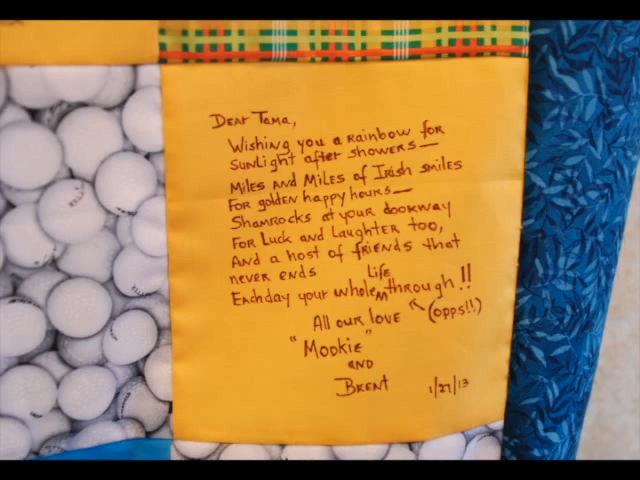 Dear Tama,
Wishing you a rainbow for
Sunlight after showers—
Miles and Miles of Irish smiles
For golden happy hours—
Shamrocks at your doorway
For Luck and Laughter too,
And a host of friends that
never ends
Each day your whole Life through!!
All our love (opps!!)
"Mookie"
and
Brent 1/27/13